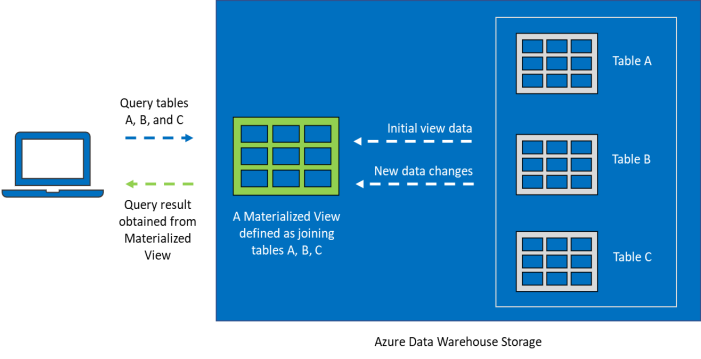 Query tables
A, B, and C
Query result
obtained from
Materialized
View
A Materialized View
defined as joining
tables A, B, C
Initial view data
New data changes
Table A
Table B
Table C
Azure Data Warehouse Storage